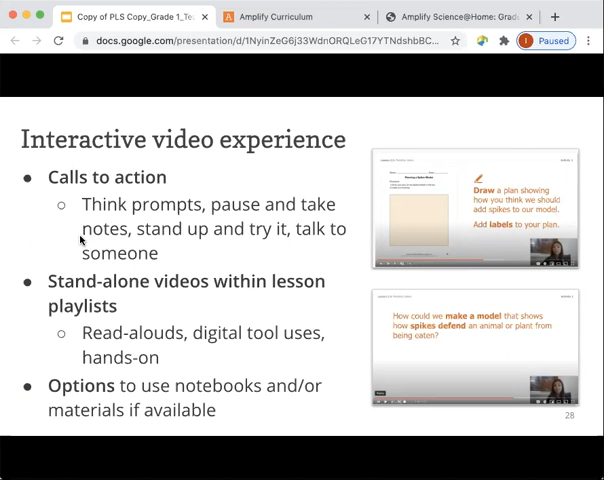 Copy of PLS Copy_Grade 1_Te
Amplify Curriculum
Amplify Science@Home: Grad
docs.google.com/presentation/d/1NyinZeG6j33WdnORQLeG17YTNdshbBC...
Paused
Interactive video experience
● Calls to action
○ Think prompts, pause and take
notes, stand up and try it, talk to
someone
● Stand-alone videos within lesson
playlists
○ Read-alouds, digital tool uses,
hands-on
● Options to use notebooks and/or
materials if available
Draw a plan showing
how you think we should
add spikes to our model.
Add labels to your plan.
How could we make a model that shows
how spikes defend an animal or plant from
being eaten?
28